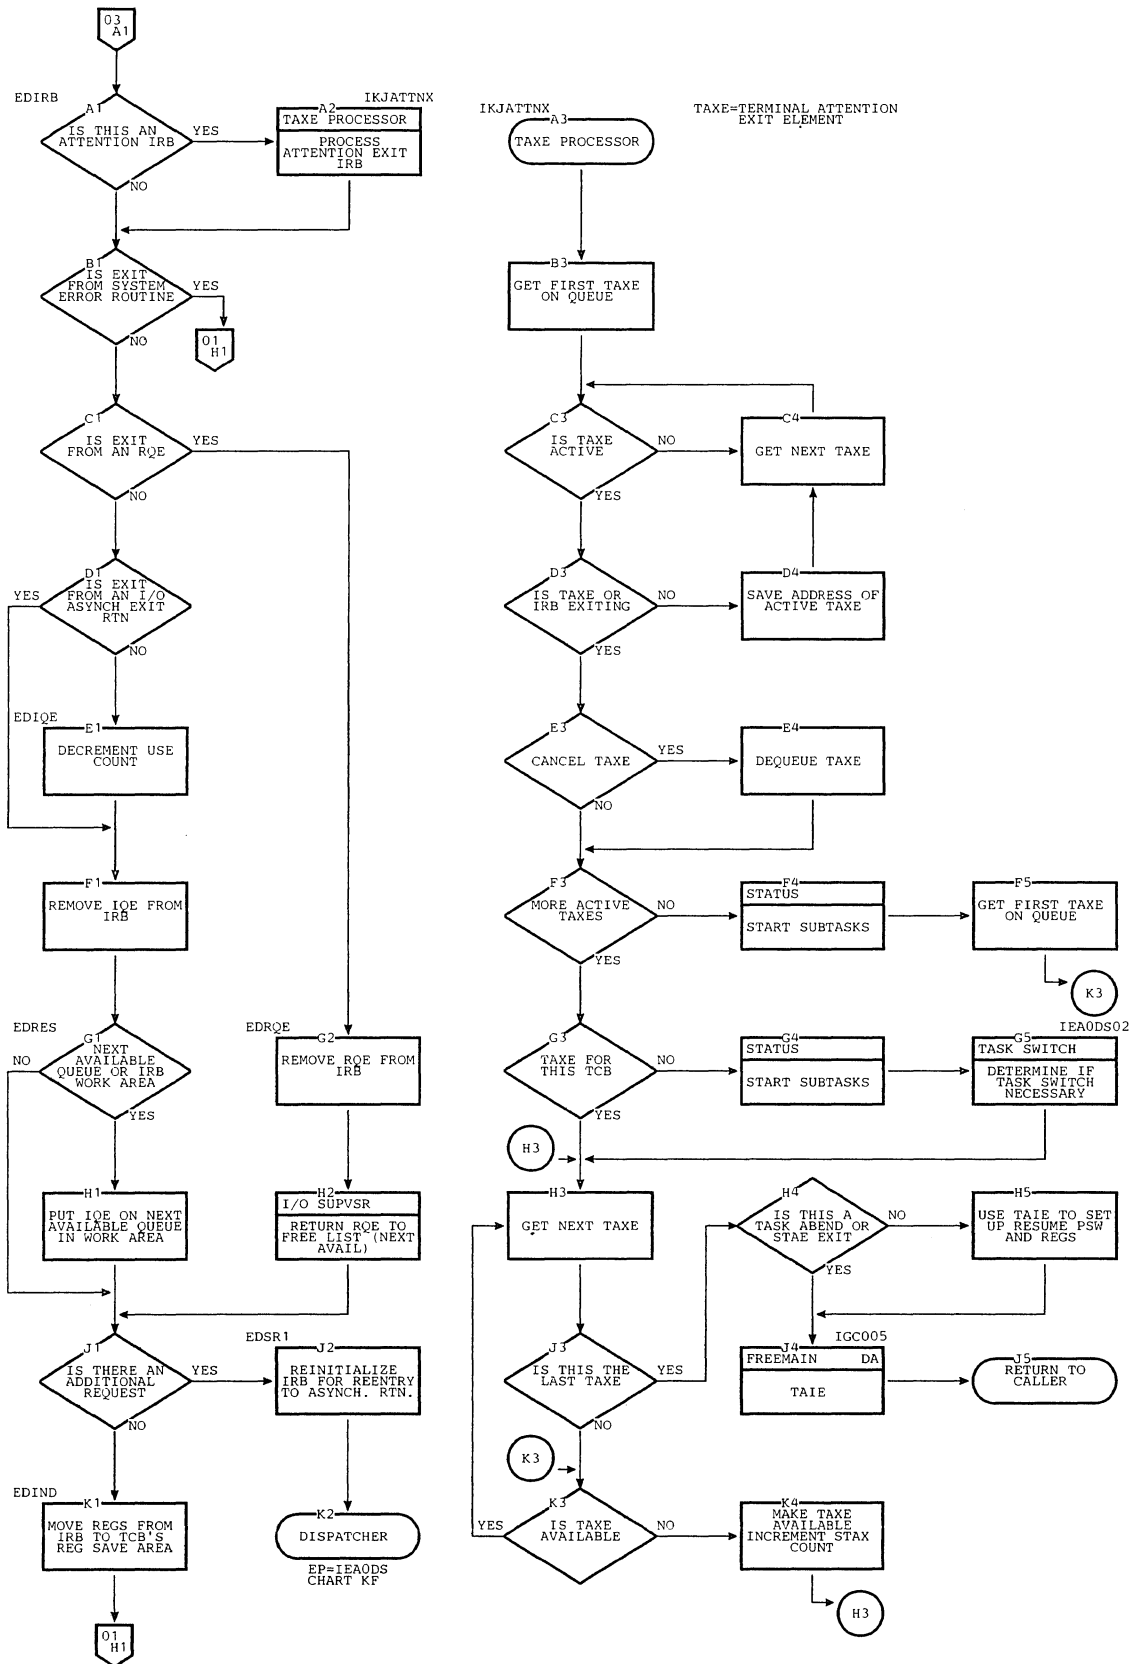 03
A1
EDIRB
A1
IS THIS AN
ATTENTION IRB
YES
NO
IKJATTNX
A2
TAXE PROCESSOR
PROCESS
ATTENTION EXIT
IRB
B1
IS EXIT
FROM SYSTEM
ERROR ROUTINE
YES
NO
01
H1
C1
IS EXIT
FROM AN RQE
YES
NO
D1
IS EXIT
FROM AN I/O
ASYNCH EXIT
RTN
YES
NO
EDIQE
E1
DECREMENT USE
COUNT
F1
REMOVE IQE FROM
IRB
EDRES
G1
NEXT
AVAILABLE
QUEUE OR IRB
WORK AREA
NO
YES
EDRQE
G2
REMOVE RQE FROM
IRB
H1
PUT IQE ON NEXT
AVAILABLE QUEUE
IN WORK AREA
H2
I/O SUPVSR
RETURN RQE TO
FREE LIST (NEXT
AVAIL)
J1
IS THERE AN
ADDITIONAL
REQUEST
YES
NO
EDSR1
J2
REINITIALIZE
IRB FOR REENTRY
TO ASYNCH. RTN.
EDIND
K1
MOVE REGS FROM
IRB TO TCB'S
REG SAVE AREA
K2
DISPATCHER
EP=IEA0DS
CHART KF
01
H1
IKJATTNX
A3
TAXE PROCESSOR
TAXE=TERMINAL ATTENTION
EXIT ELEMENT
B3
GET FIRST TAXE
ON QUEUE
C3
IS TAXE
ACTIVE
NO
YES
C4
GET NEXT TAXE
D3
IS TAXE OR
IRB EXITING
NO
YES
D4
SAVE ADDRESS OF
ACTIVE TAXE
E3
CANCEL TAXE
YES
NO
E4
DEQUEUE TAXE
F3
MORE ACTIVE
TAXES
NO
YES
F4
STATUS
START SUBTASKS
F5
GET FIRST TAXE
ON QUEUE
K3
G3
TAXE FOR
THIS TCB
NO
YES
G4
STATUS
START SUBTASKS
IEA0DS02
G5
TASK SWITCH
DETERMINE IF
TASK SWITCH
NECESSARY
H3
H3
GET NEXT TAXE
H4
IS THIS A
TASK ABEND OR
STAE EXIT
NO
YES
H5
USE TAIE TO SET
UP RESUME PSW
AND REGS
J3
IS THIS THE
LAST TAXE
YES
NO
IGC005
J4
FREEMAIN DA
TAIE
J5
RETURN TO
CALLER
K3
K3
IS TAXE
AVAILABLE
YES
NO
K4
MAKE TAXE
AVAILABLE
INCREMENT STAX
COUNT
H3